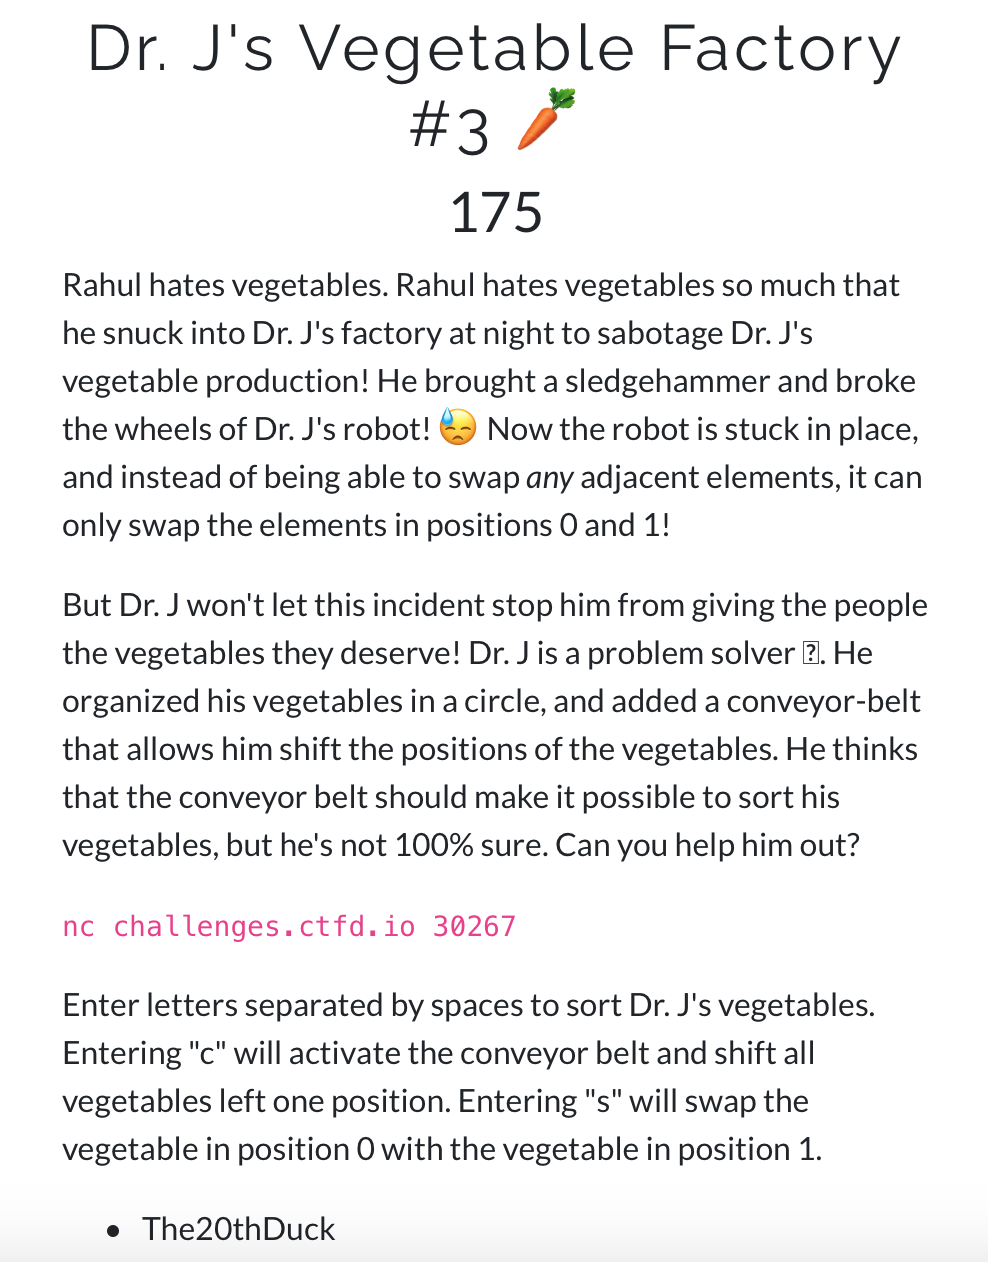 Dr. J's Vegetable Factory
#3 🥕
175
Rahul hates vegetables. Rahul hates vegetables so much that
he snuck into Dr. J's factory at night to sabotage Dr. J's
vegetable production! He brought a sledgehammer and broke
the wheels of Dr. J's robot! 😓 Now the robot is stuck in place,
and instead of being able to swap any adjacent elements, it can
only swap the elements in positions 0 and 1!
But Dr. J won't let this incident stop him from giving the people
the vegetables they deserve! Dr. J is a problem solver ⍰. He
organized his vegetables in a circle, and added a conveyor-belt
that allows him shift the positions of the vegetables. He thinks
that the conveyor belt should make it possible to sort his
vegetables, but he's not 100% sure. Can you help him out?
nc challenges.ctfd.io 30267
Enter letters separated by spaces to sort Dr. J's vegetables.
Entering "c" will activate the conveyor belt and shift all
vegetables left one position. Entering "s" will swap the
vegetable in position 0 with the vegetable in position 1.
• The20thDuck